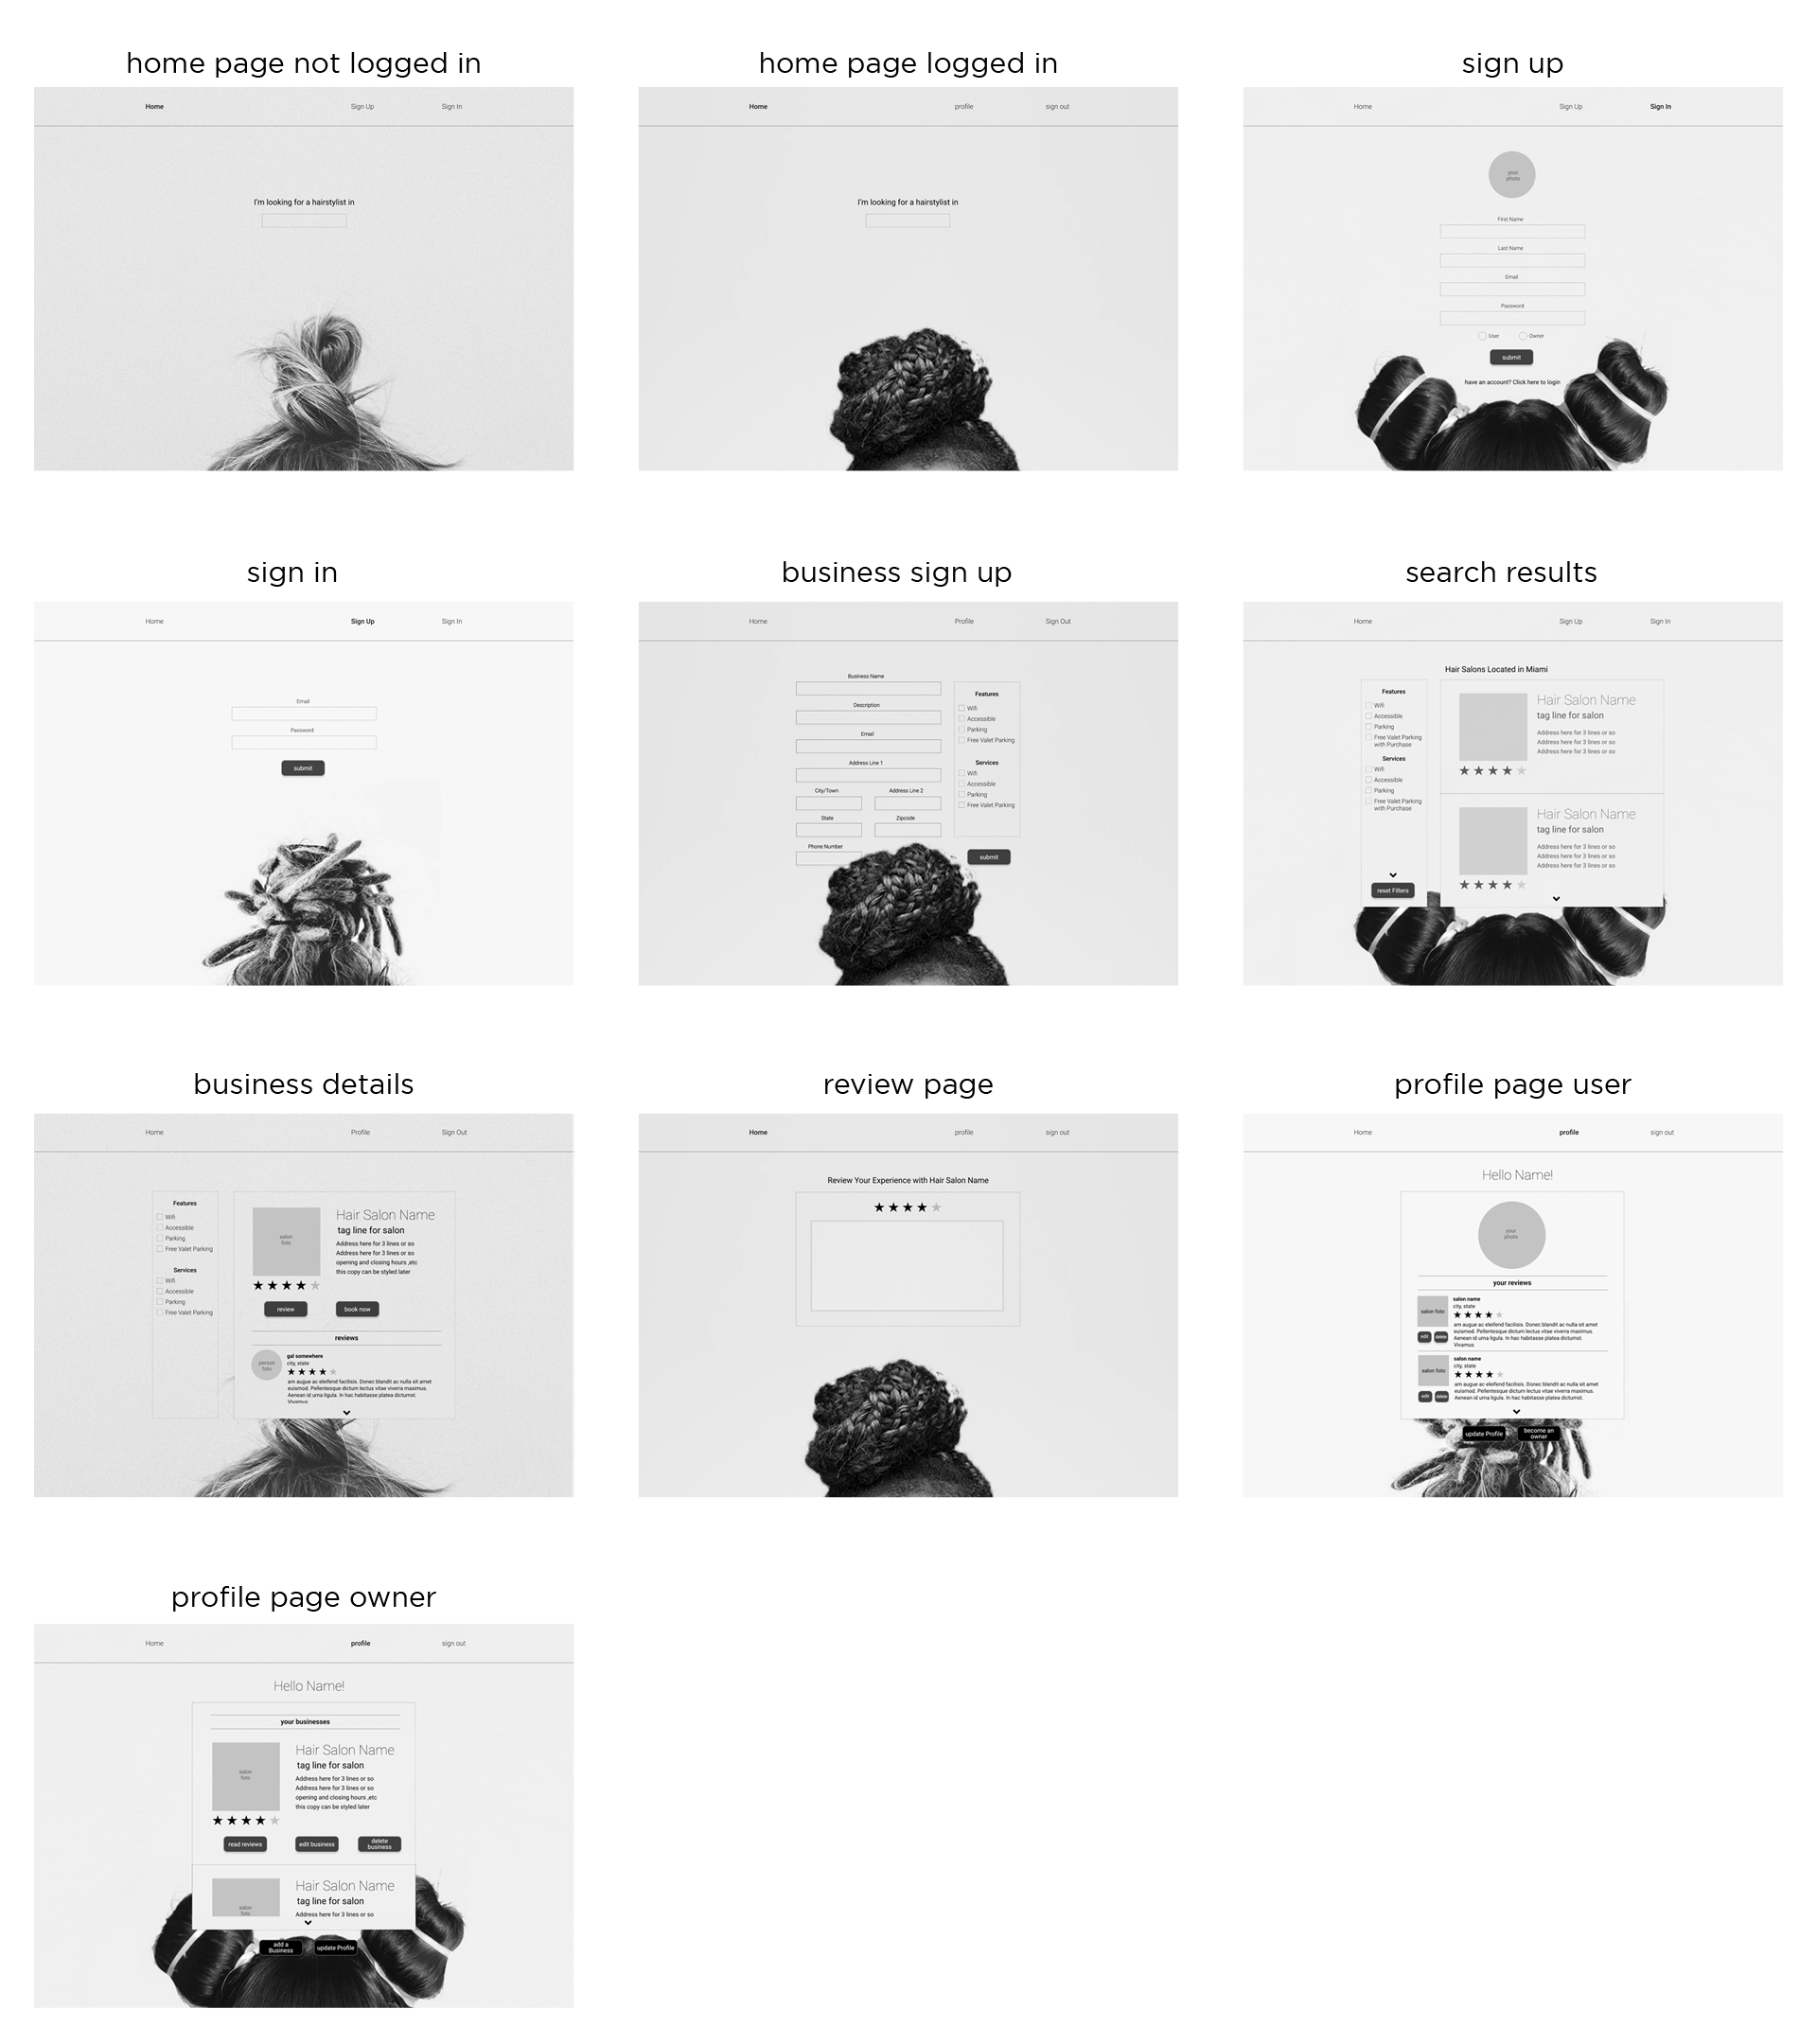 home page not logged in
Home Sign Up Sign In
I'm looking for a hairstylist in
home page logged in
Home profile sign out
I'm looking for a hairstylist in
sign up
Home Sign Up Sign In
your
photo
First Name
Last Name
Email
Password
User Owner
submit
have an account? Click here to login
sign in
Home Sign Up Sign In
Email
Password
submit
business sign up
Home Profile Sign Out
Business Name
Description
Email
Address Line 1
City/Town Address Line 2
State Zipcode
Phone Number
Features
Wifi
Accessible
Parking
Free Valet Parking
Services
Wifi
Accessible
Parking
Free Valet Parking
submit
search results
Home Sign Up Sign In
Hair Salons Located in Miami
Features
Wifi
Accessible
Parking
Free Valet Parking
with Purchase
Services
Wifi
Accessible
Parking
Free Valet Parking
with Purchase
reset Filters
Hair Salon Name
tag line for salon
Address here for 3 lines or so
Address here for 3 lines or so
Address here for 3 lines or so
Hair Salon Name
tag line for salon
Address here for 3 lines or so
Address here for 3 lines or so
Address here for 3 lines or so
business details
Home Profile Sign Out
Features
Wifi
Accessible
Parking
Free Valet Parking
Services
Wifi
Accessible
Parking
Free Valet Parking
salon
foto
Hair Salon Name
tag line for salon
Address here for 3 lines or so
Address here for 3 lines or so
opening and closing hours ,etc
this copy can be styled later
review book now
reviews
person
foto
gal somewhere
city, state
am augue ac eleifend facilisis. Donec blandit ac nulla sit amet
euismod. Pellentesque dictum lectus vitae viverra maximus.
Aenean id urna ligula. In hac habitasse platea dictumst.
Vivamus
review page
Home profile sign out
Review Your Experience with Hair Salon Name
profile page user
Home profile sign out
Hello Name!
your
photo
your reviews
salon foto
edit delete
salon name
city, state
am augue ac eleifend facilisis. Donec blandit ac nulla sit amet
euismod. Pellentesque dictum lectus vitae viverra maximus.
Aenean id urna ligula. In hac habitasse platea dictumst.
Vivamus
salon foto
edit delete
salon name
city, state
am augue ac eleifend facilisis. Donec blandit ac nulla sit amet
euismod. Pellentesque dictum lectus vitae viverra maximus.
Aenean id urna ligula. In hac habitasse platea dictumst.
update Profile
become an
owner
profile page owner
Home profile sign out
Hello Name!
your businesses
salon
foto
Hair Salon Name
tag line for salon
Address here for 3 lines or so
Address here for 3 lines or so
opening and closing hours ,etc
this copy can be styled later
read reviews
edit business
delete
business
salon
foto
Hair Salon Name
tag line for salon
Address here for 3 lines or so
add a
Business
update Profile